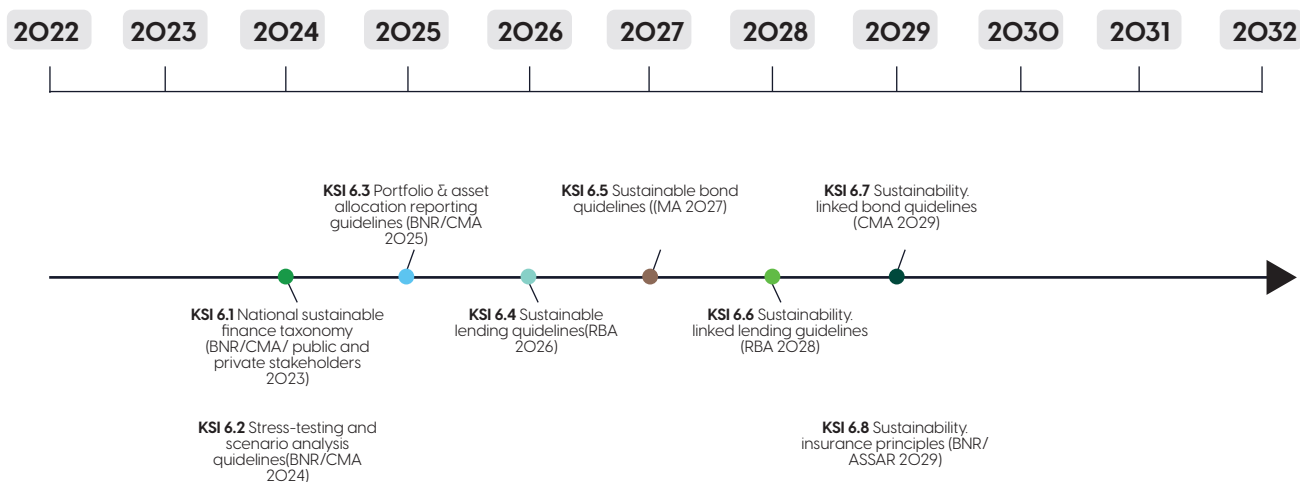 2022 2023 2024 2025 2026 2027 2028 2029 2030 2031 2032
KSI 6.3 Portfolio & asset
allocation reporting
guidelines (BNR/CMA
2025)
KSI 6.5 Sustainable bond
quidelines ((MA 2027)
KSI 6.7 Sustainability.
linked bond quidelines
(CMA 2029)
KSI 6.1 National sustainable
finance taxonomy
(BNR/CMA/ public and
private stakeholders
2023)
KSI 6.4 Sustainable
lending quidelines(RBA
2026)
KSI 6.6 Sustainability.
linked lending guidelines
(RBA 2028)
KSI 6.2 Stress-testing and
scenario analysis
quidelines(BNR/CMA
2024)
KSI 6.8 Sustainability.
insurance principles (BNR/
ASSAR 2029)